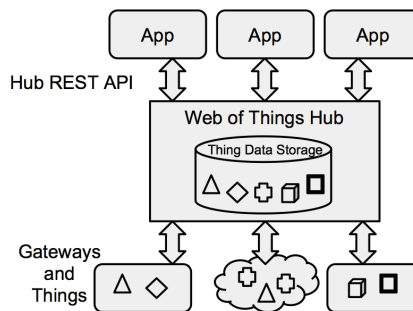 App App App
Hub REST API
Web of Things Hub
Thing Data Storage
Gateways
and
Things